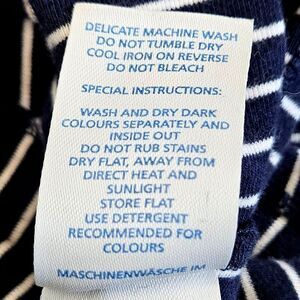 DELICATE MACHINE WASH
DO NOT TUMBLE DRY
COOL IRON ON REVERSE
DO NOT BLEACH
SPECIAL INSTRUCTIONS:
WASH AND DRY DARK
COLOURS SEPARATELY AND
INSIDE OUT
DO NOT RUB STAINS
DRY FLAT, AWAY FROM
DIRECT HEAT AND
SUNLIGHT
STORE FLAT
USE DETERGENT
RECOMMENDED FOR
COLOURS
MASCHINENWÄSCHE IM